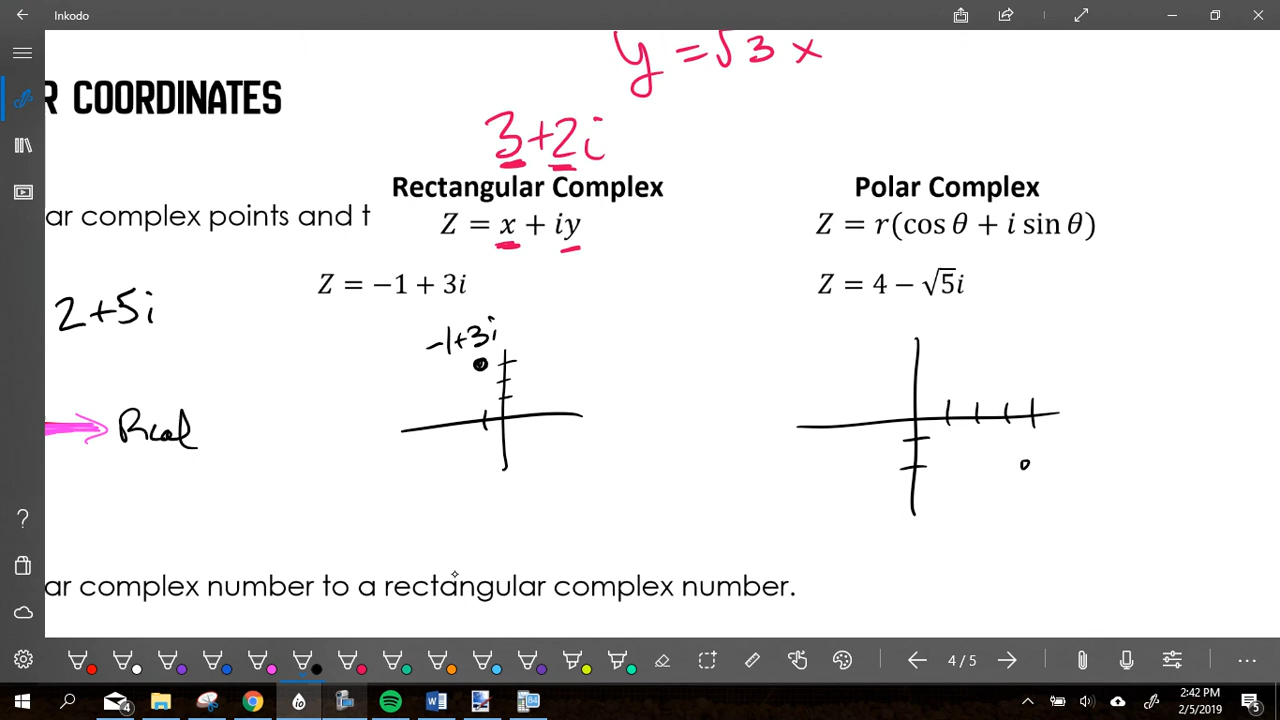 Inkodo
y = √3 x
R COORDINATES
3+2i
Rectangular Complex
Polar Complex
ar complex points and t
Z = x + iy
Z = r(cos θ + i sin θ)
2+5i
Z = −1 + 3i
Z = 4 − √5i
-1+3i
Real
ar complex number to a rectangular complex number.
4 / 5
2:42 PM
2/5/2019
4
5